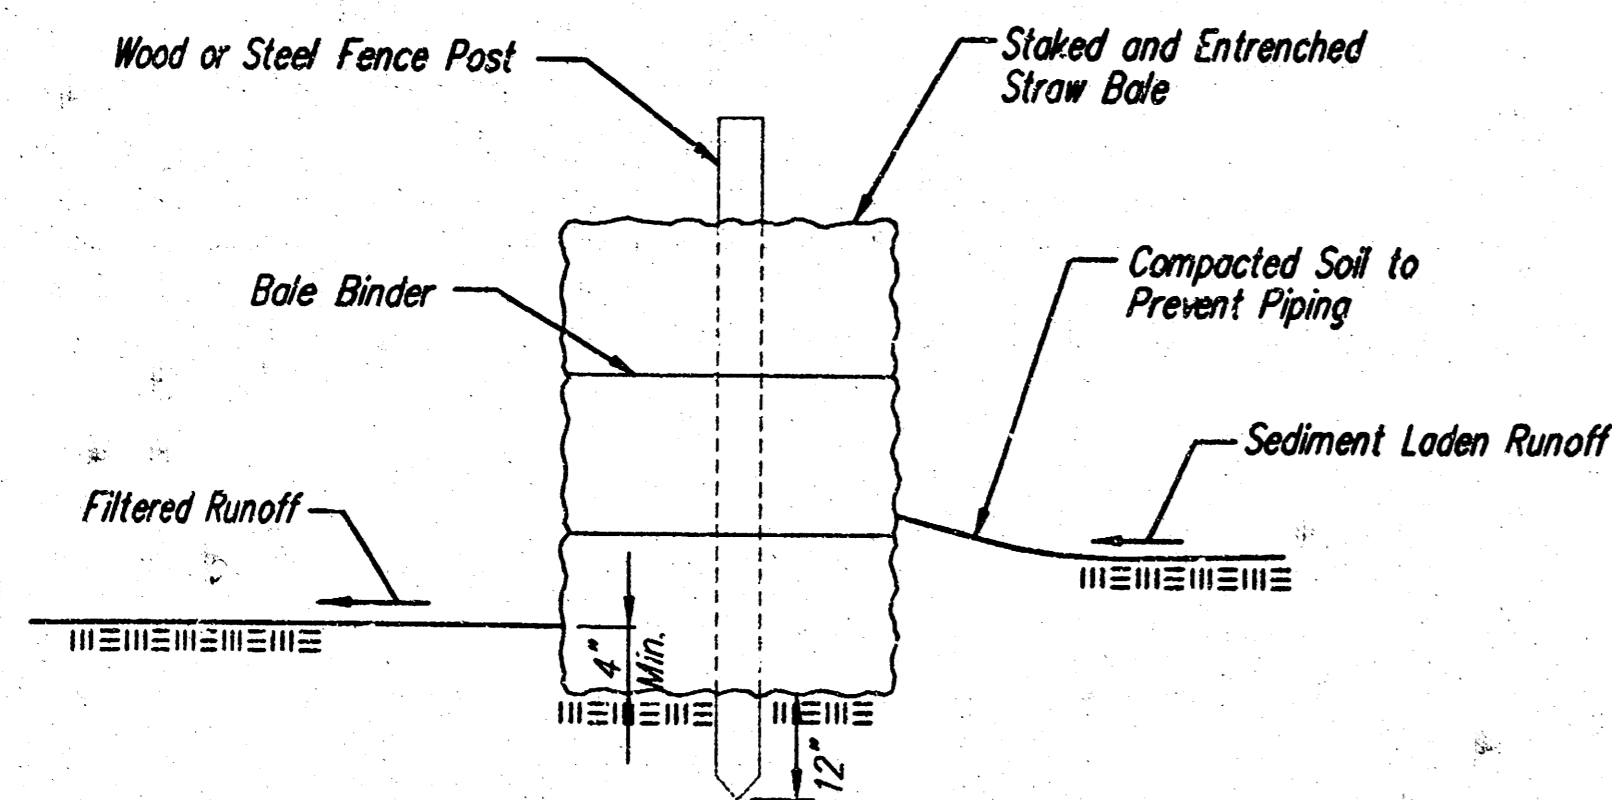 Wood or Steel Fence Post
Staked and Entrenched
Straw Bale
Bale Binder
Compacted Soil to
Prevent Piping
Sediment Laden Runoff
Filtered Runoff
4"
Min.
12"